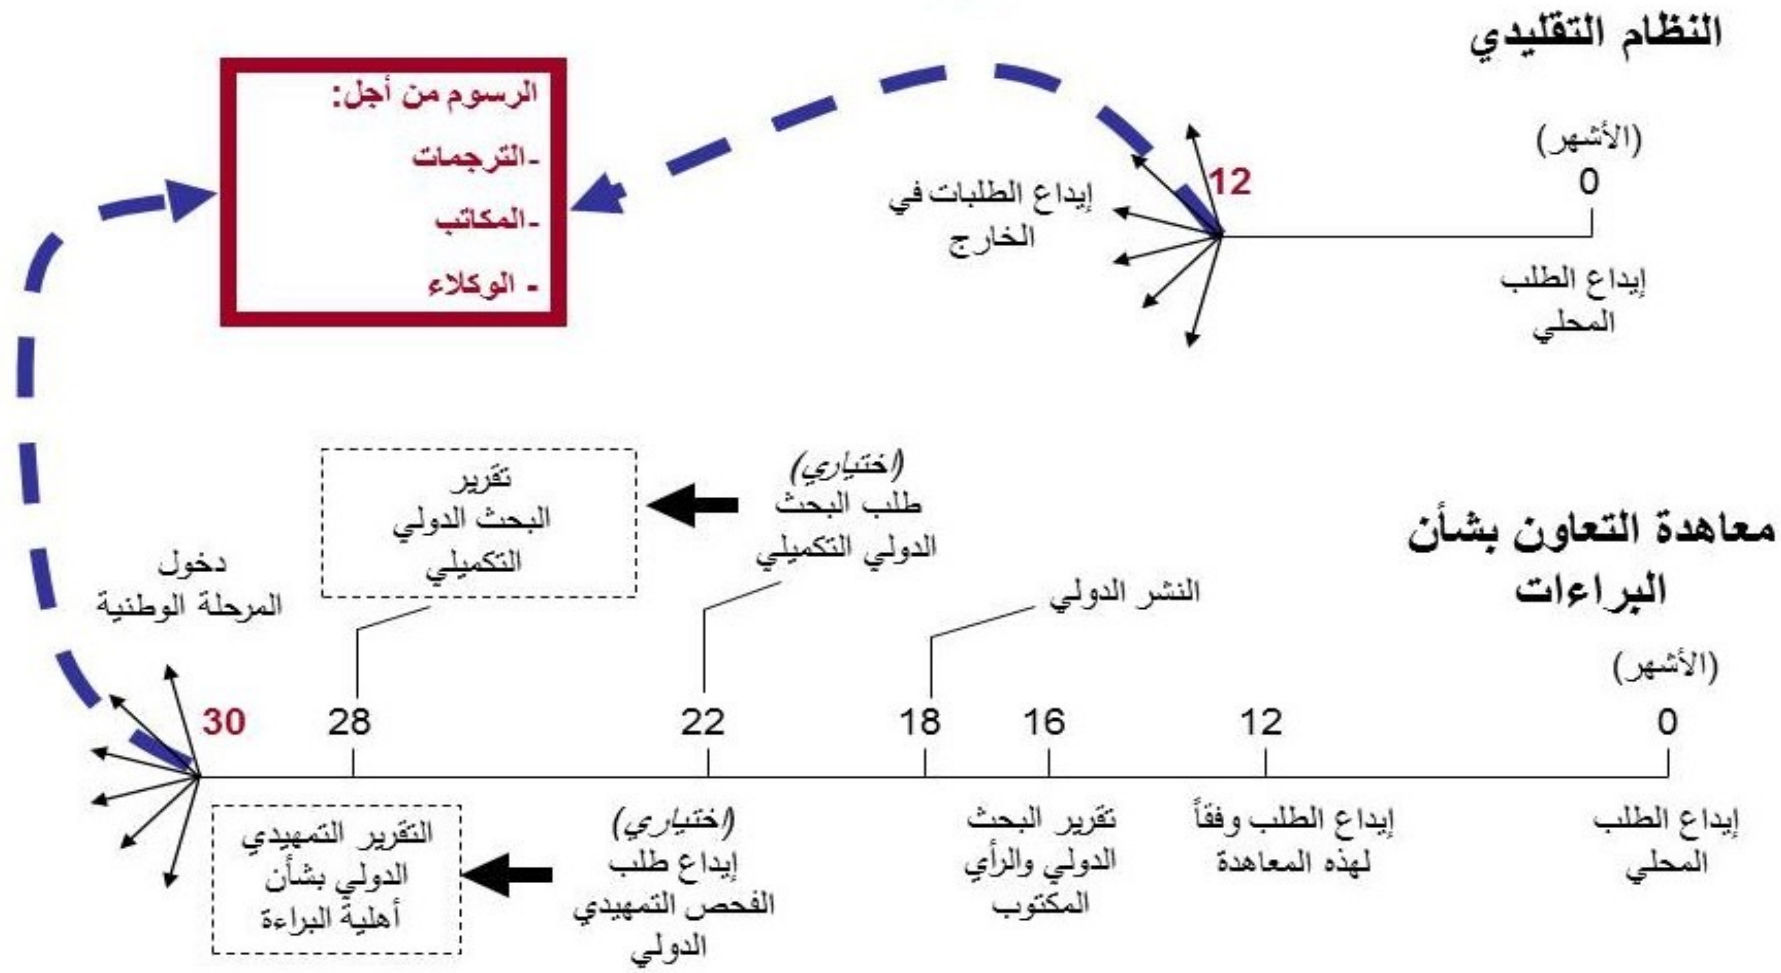 النظام التقليدي
(الأشهر)
0
12
إيداع الطلب
المحلي
إيداع الطلبات في
الخارج
الرسوم من أجل:
-الترجمات
-المكاتب
- الوكلاء
معاهدة التعاون بشأن
البراءات
(الأشهر)
(اختياري)
طلب البحث
الدولي التكميلي
تقرير
البحث الدولي
التكميلي
النشر الدولي
دخول
المرحلة الوطنية
0
12
16
18
22
28
30
إيداع الطلب
المحلي
إيداع الطلب وفقاً
لهذه المعاهدة
تقرير البحث
الدولي والرأي
المكتوب
(اختياري)
إيداع طلب
الفحص التمهيدي
الدولي
التقرير التمهيدي
الدولي بشأن
أهلية البراءة